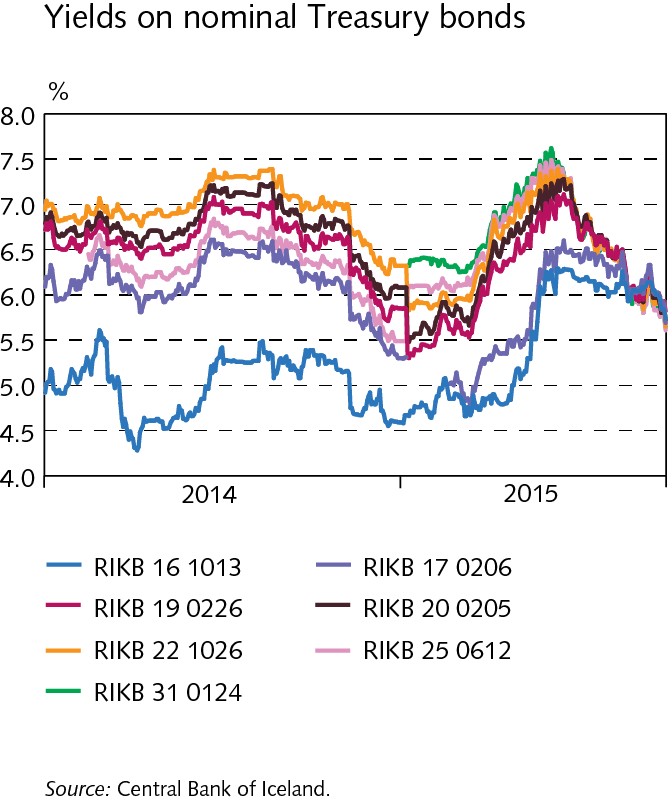 Yields on nominal Treasury bonds
%
8.0
7.5
7.0
6.5
6.0
5.5
5.0
4.5
4.0
2014 2015
RIKB 16 1013 RIKB 17 0206
RIKB 19 0226 RIKB 20 0205
RIKB 22 1026 RIKB 25 0612
RIKB 31 0124
Source: Central Bank of Iceland.